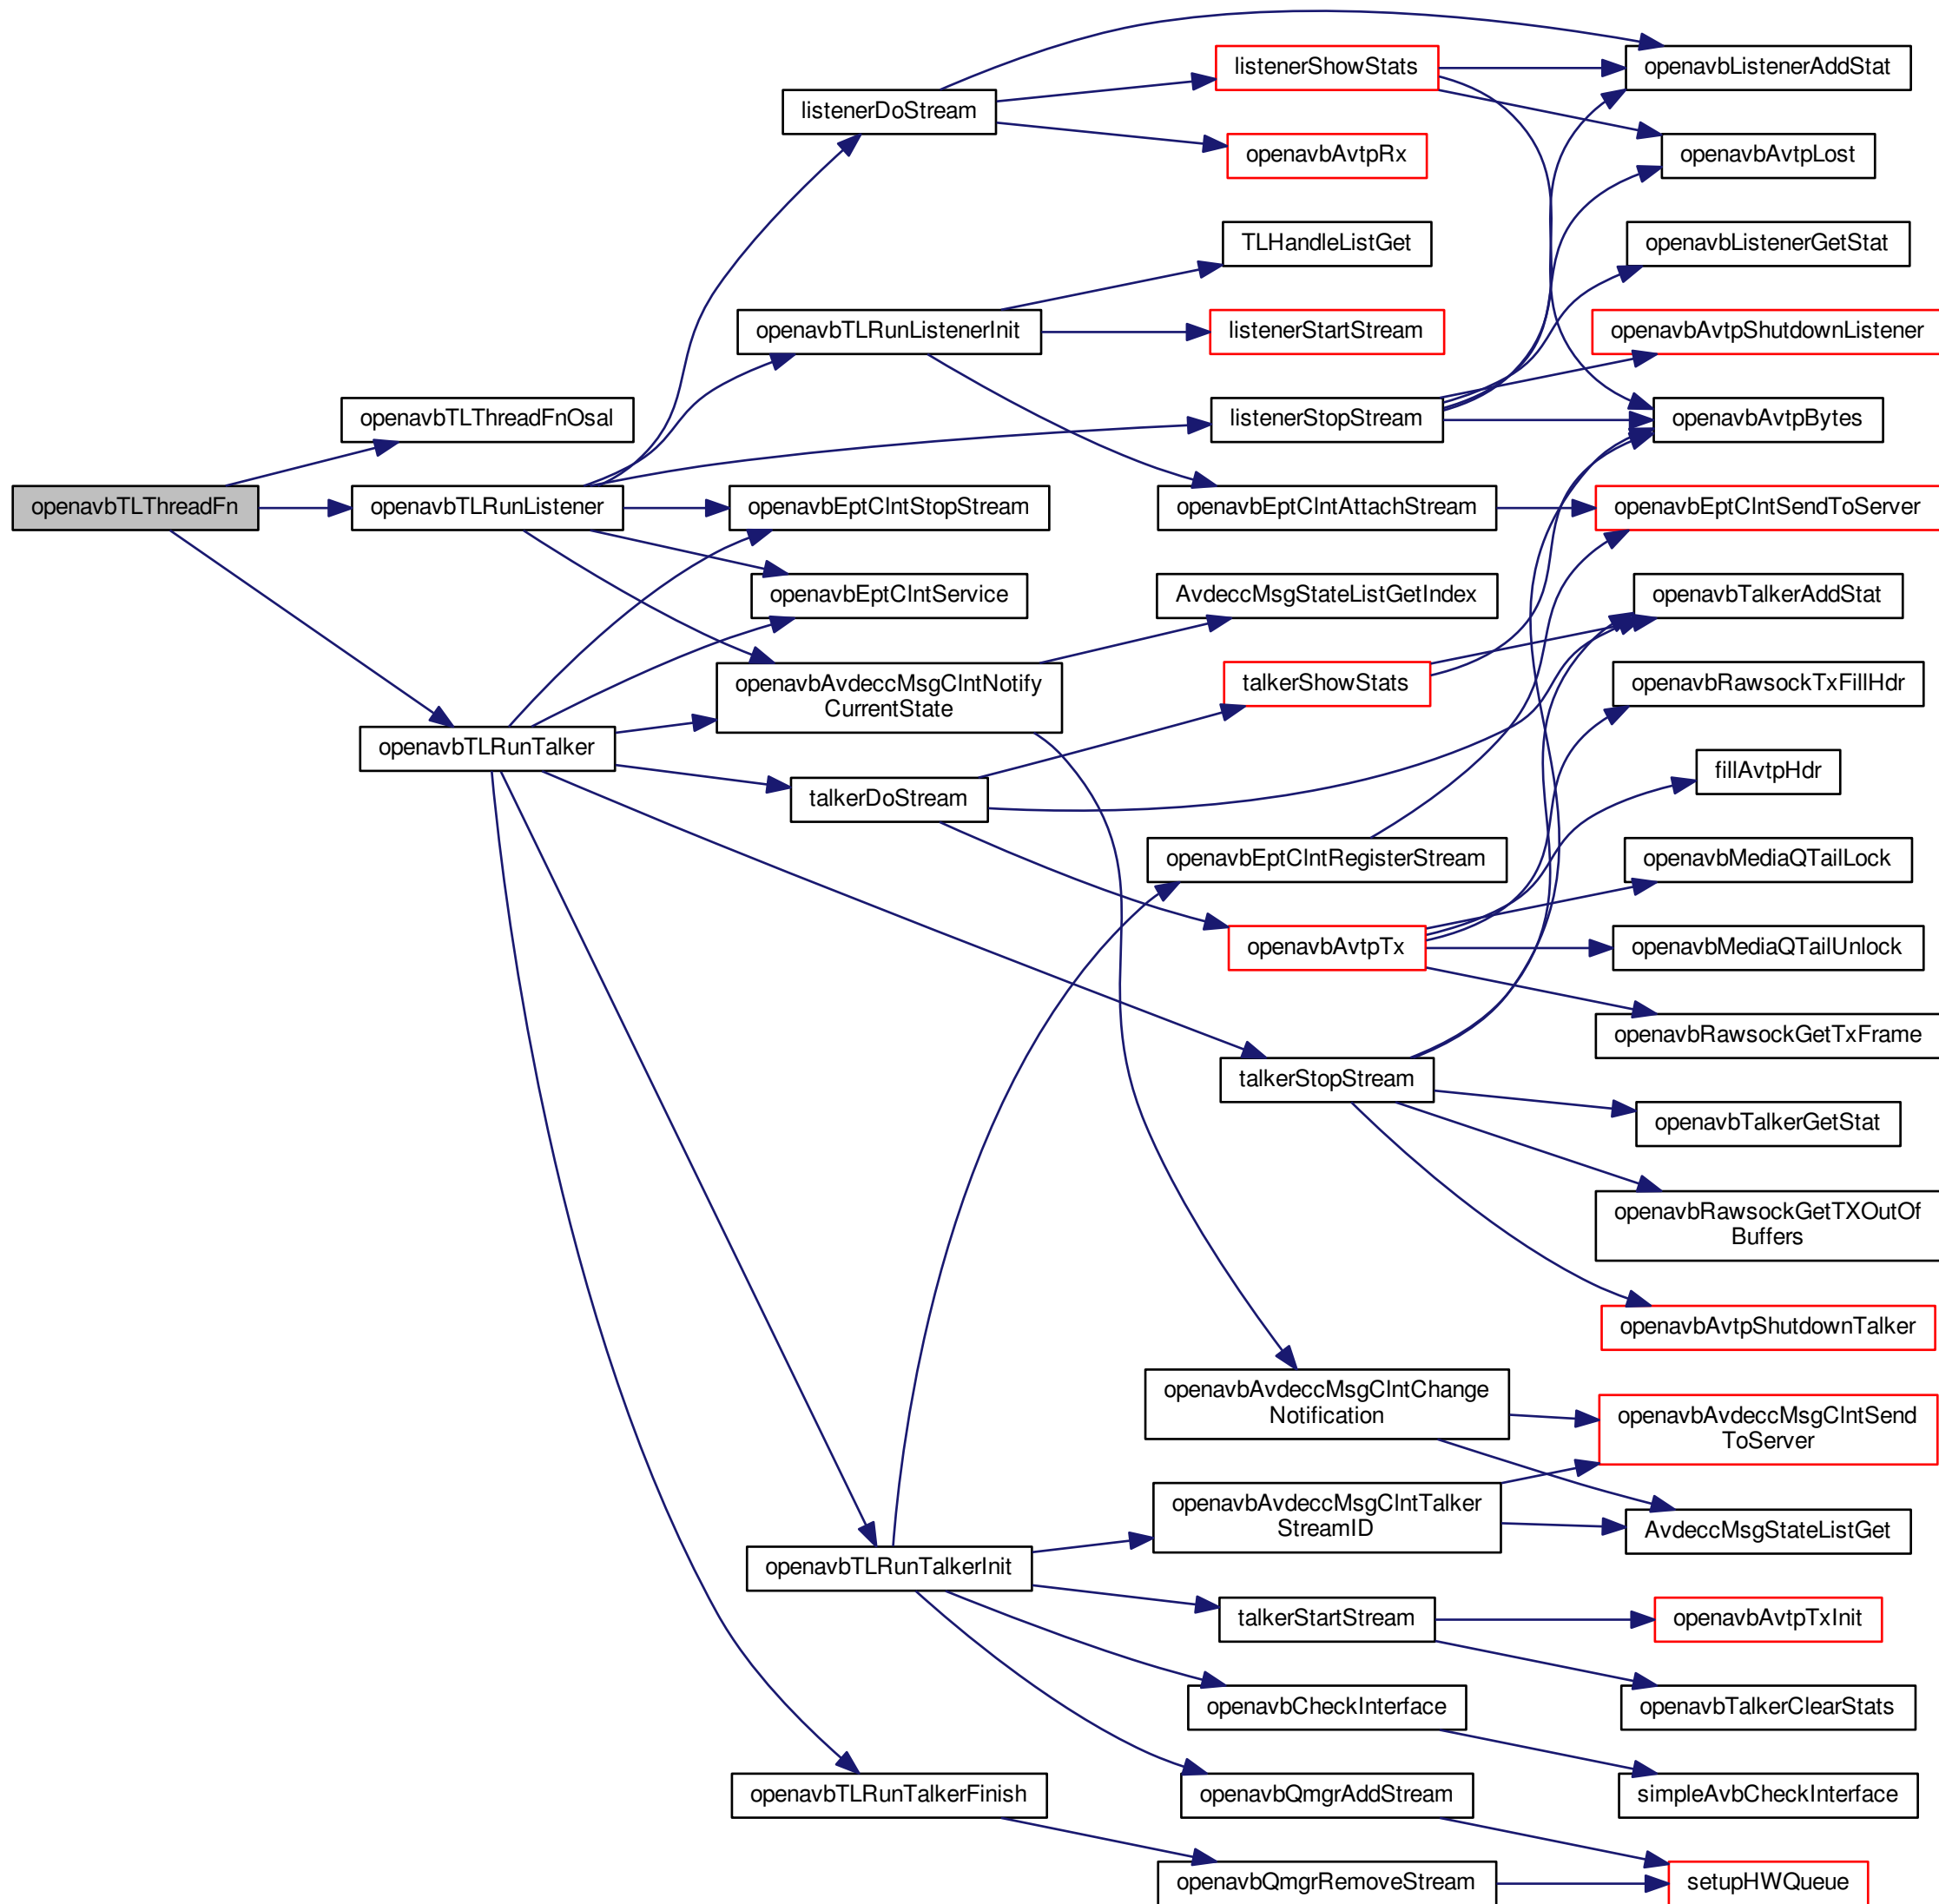 openavbTLThreadFn
openavbTLThreadFnOsal
openavbTLRunListener
openavbTLRunTalker
listenerDoStream
openavbTLRunListenerInit
openavbEptClntStopStream
openavbEptClntService
openavbAvdeccMsgClntNotify
CurrentState
talkerDoStream
openavbTLRunTalkerInit
openavbTLRunTalkerFinish
listenerShowStats
openavbAvtpRx
TLHandleListGet
listenerStartStream
listenerStopStream
openavbEptClntAttachStream
AvdeccMsgStateListGetIndex
talkerShowStats
openavbEptClntRegisterStream
openavbAvtpTx
talkerStopStream
openavbAvdeccMsgClntChange
Notification
openavbAvdeccMsgClntTalker
StreamID
talkerStartStream
openavbCheckInterface
openavbQmgrAddStream
openavbQmgrRemoveStream
openavbListenerAddStat
openavbAvtpLost
openavbListenerGetStat
openavbAvtpShutdownListener
openavbAvtpBytes
openavbEptClntSendToServer
openavbTalkerAddStat
openavbRawsockTxFillHdr
fillAvtpHdr
openavbMediaQTailLock
openavbMediaQTailUnlock
openavbRawsockGetTxFrame
openavbTalkerGetStat
openavbRawsockGetTXOutOf
Buffers
openavbAvtpShutdownTalker
openavbAvdeccMsgClntSend
ToServer
AvdeccMsgStateListGet
openavbAvtpTxInit
openavbTalkerClearStats
simpleAvbCheckInterface
setupHWQueue